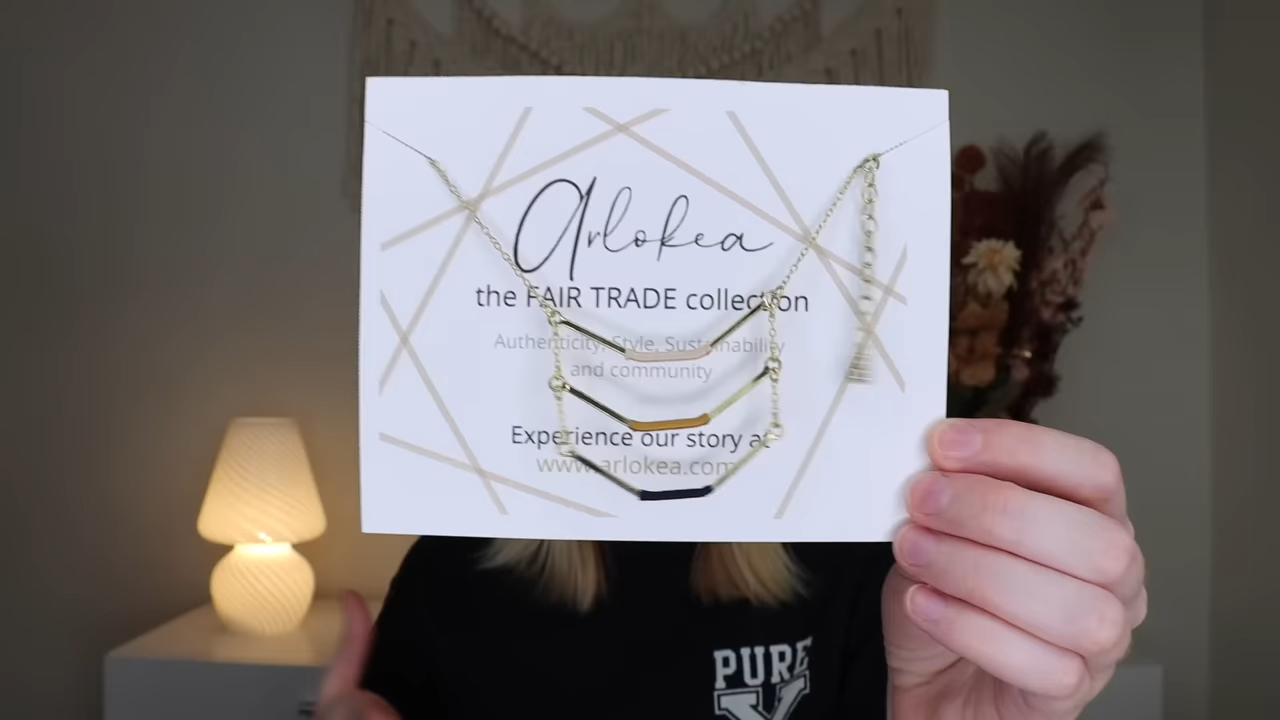 Arlokea
the FAIR TRADE collection
Authenticity, Style, Sustainability
and community
Experience our story at
www.arlokea.com
PURE
V